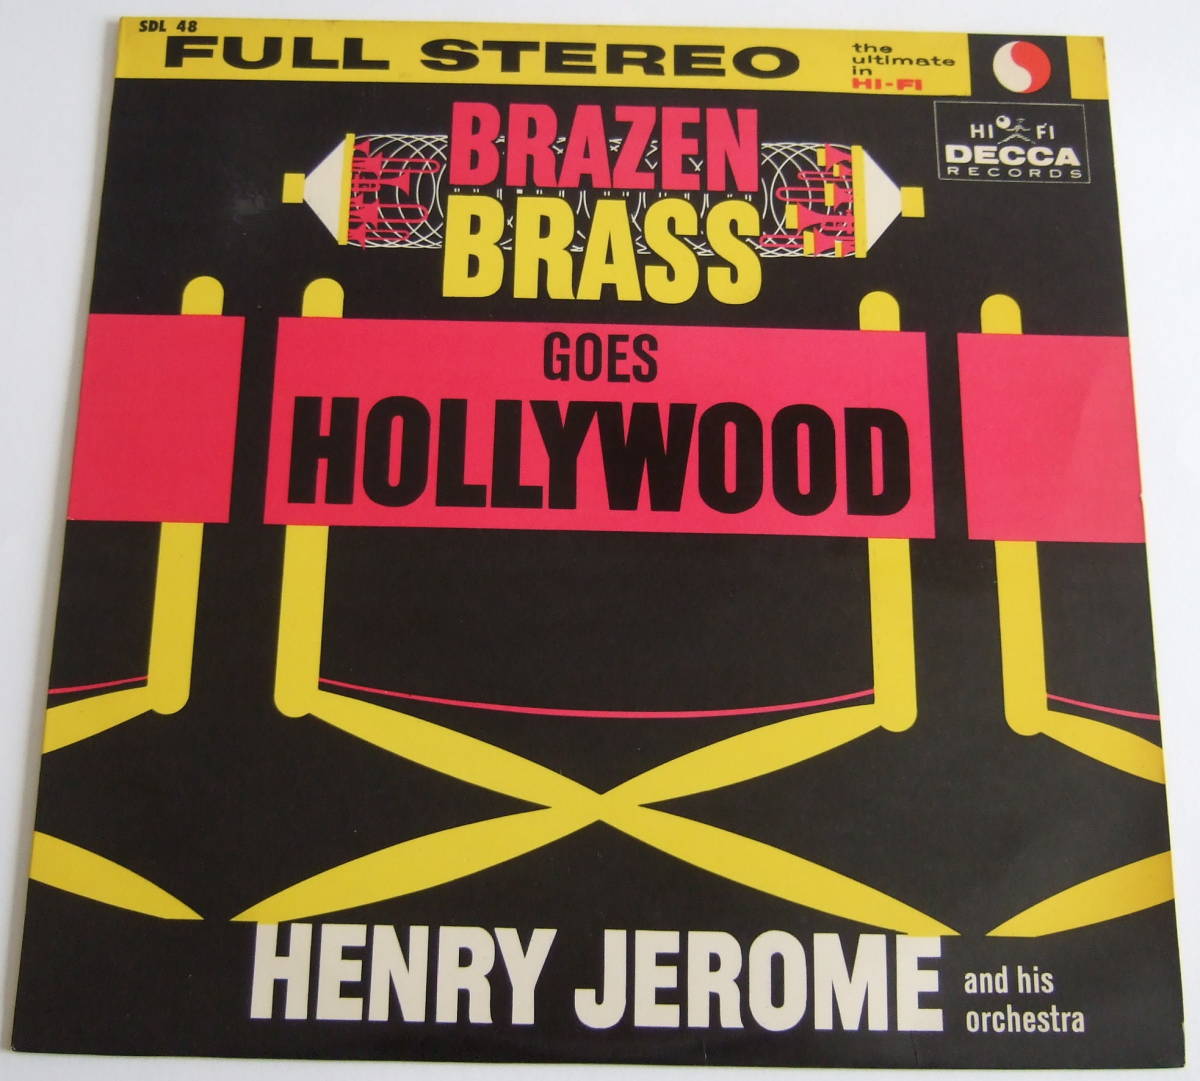 SDL 48
FULL STEREO
the
ultimate
in
HI-FI
HI FI
DECCA
RECORDS
BRAZEN
BRASS
GOES
HOLLYWOOD
HENRY JEROME
and his
orchestra